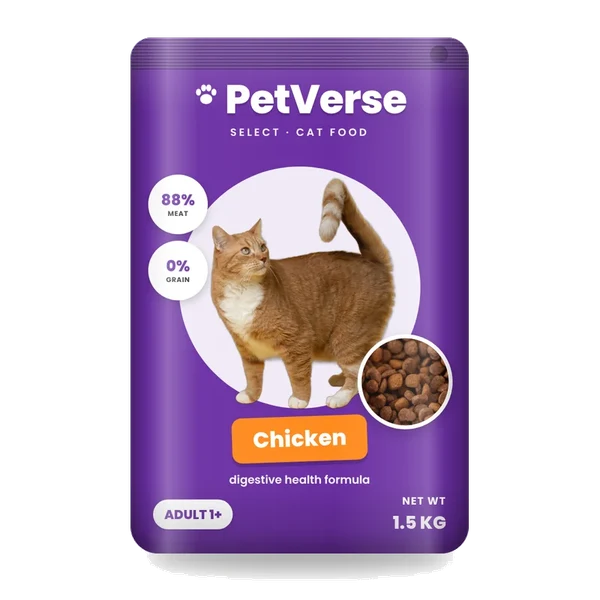 PetVerse
SELECT · CAT FOOD
88%
MEAT
0%
GRAIN
Chicken
digestive health formula
ADULT 1+
NET WT
1.5 KG